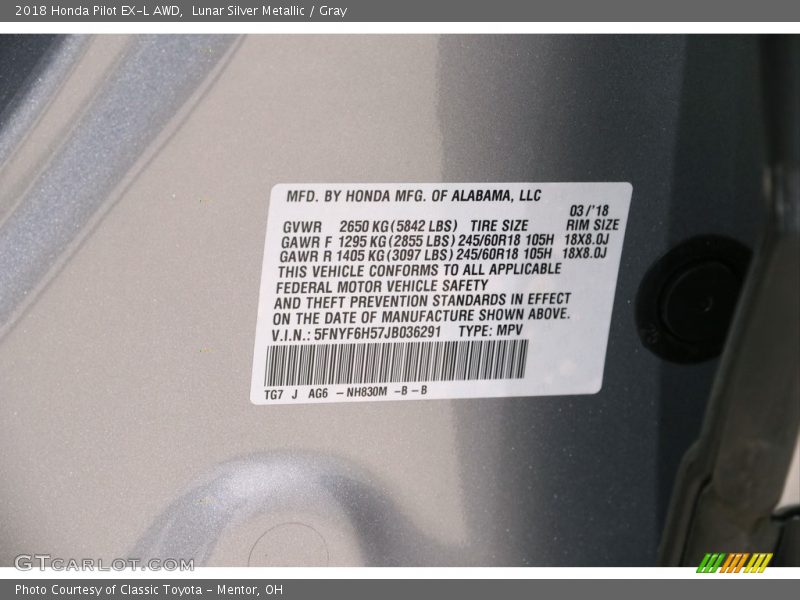 2018 Honda Pilot EX-L AWD,  Lunar Silver Metallic / Gray
MFD. BY HONDA MFG. OF ALABAMA, LLC
03/'18
GVWR 2650 KG(5842 LBS) TIRE SIZE RIM SIZE
GAWR F 1295 KG(2855 LBS) 245/60R18 105H 18X8.0J
GAWR R 1405 KG(3097 LBS) 245/60R18 105H 18X8.0J
THIS VEHICLE CONFORMS TO ALL APPLICABLE
FEDERAL MOTOR VEHICLE SAFETY
AND THEFT PREVENTION STANDARDS IN EFFECT
ON THE DATE OF MANUFACTURE SHOWN ABOVE.
V.I.N.: 5FNYF6H57JB036291 TYPE: MPV
TG7 J AG6 -NH830M -B-B
GTcarlot.com
Photo Courtesy of Classic Toyota - Mentor, OH